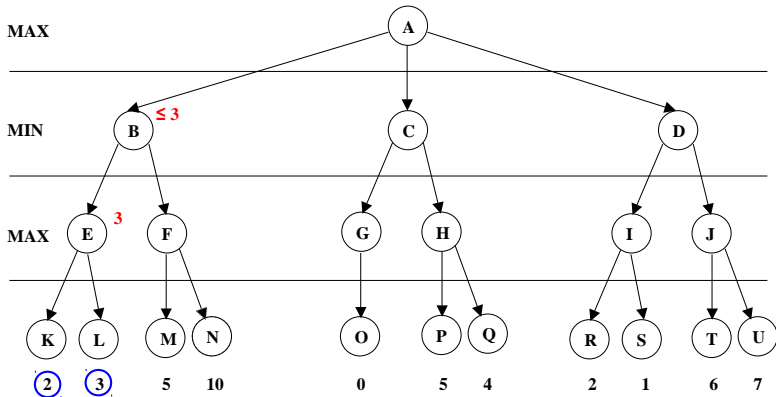 MAX A
≤ 3
MIN B C D
3
MAX E F G H I J
K L M N O P Q R S T U
2 3 5 10 0 5 4 2 1 6 7